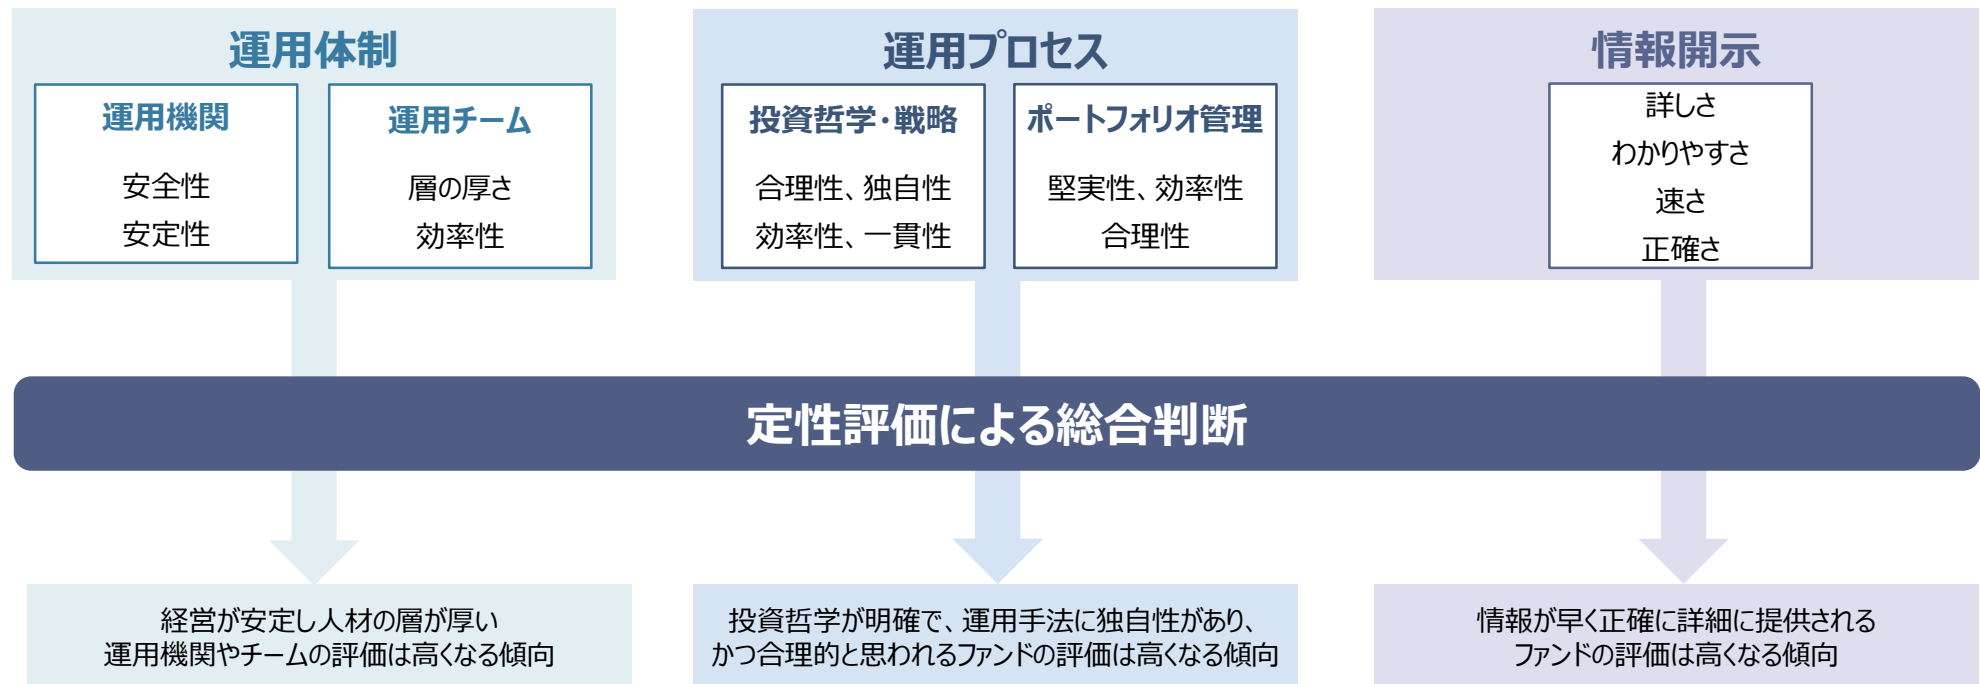 運用体制
運用機関
安全性
安定性
運用チーム
層の厚さ
効率性
運用プロセス
投資哲学・戦略
合理性、独自性
効率性、一貫性
ポートフォリオ管理
堅実性、効率性
合理性
情報開示
詳しさ
わかりやすさ
速さ
正確さ
定性評価による総合判断
経営が安定し人材の層が厚い
運用機関やチームの評価は高くなる傾向
投資哲学が明確で、運用手法に独自性があり、
かつ合理的と思われるファンドの評価は高くなる傾向
情報が早く正確に詳細に提供される
ファンドの評価は高くなる傾向